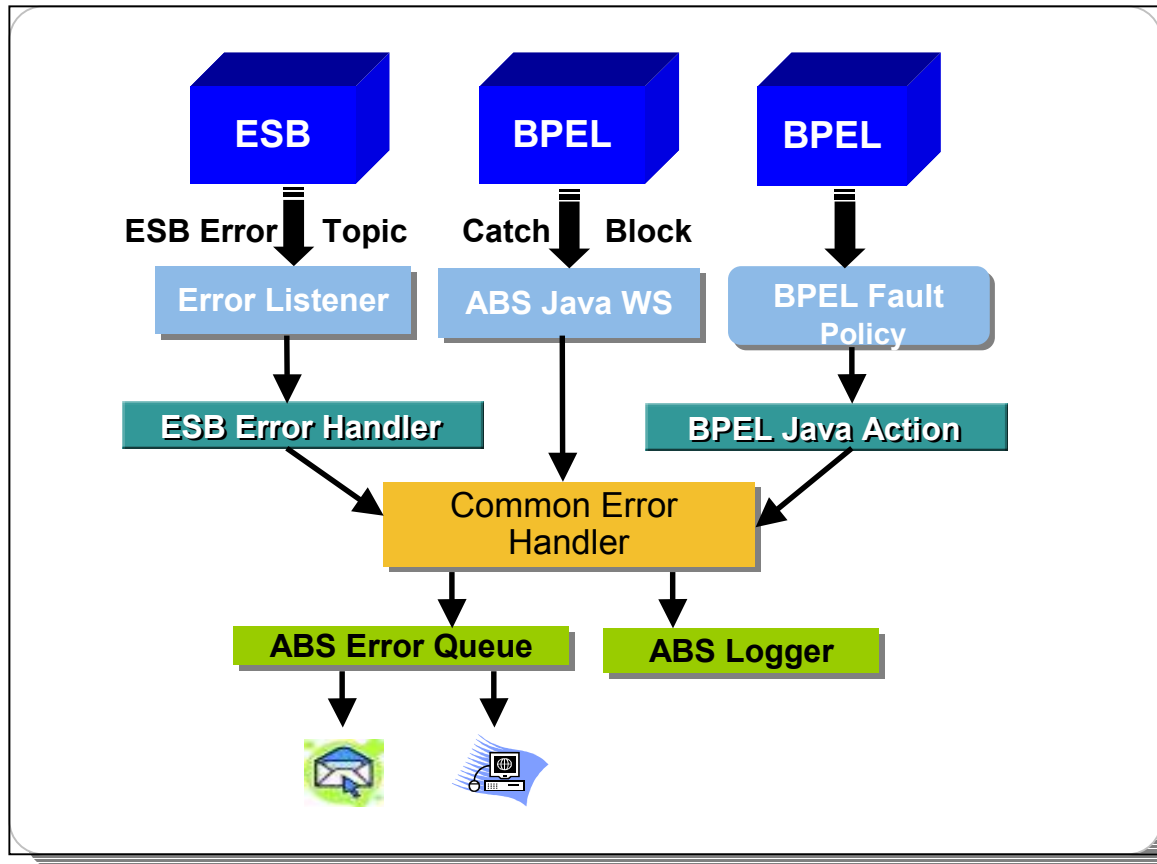 ESB
BPEL
BPEL
ESB Error Topic
Catch Block
Error Listener
ABS Java WS
BPEL Fault
Policy
ESB Error Handler
BPEL Java Action
Common Error
Handler
ABS Error Queue
ABS Logger